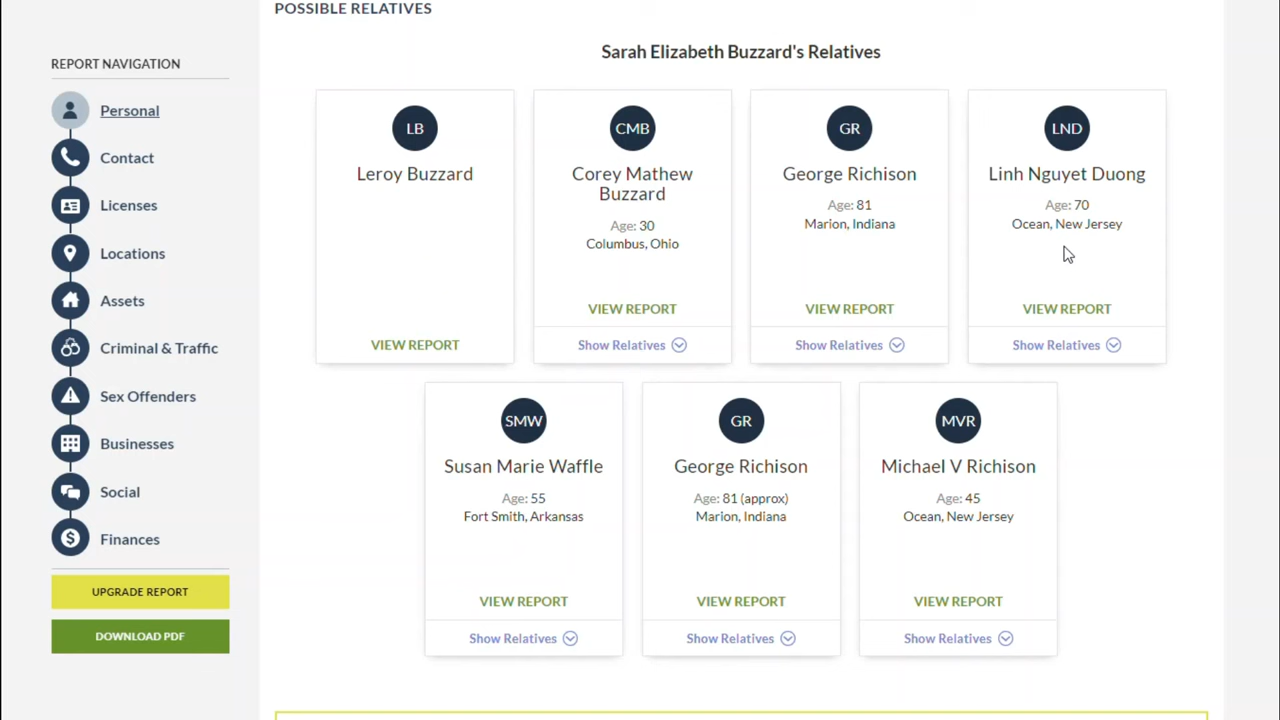 POSSIBLE RELATIVES
REPORT NAVIGATION
Personal
Contact
Licenses
Locations
Assets
Criminal & Traffic
Sex Offenders
Businesses
Social
Finances
UPGRADE REPORT
DOWNLOAD PDF
Sarah Elizabeth Buzzard's Relatives
LB
Leroy Buzzard
VIEW REPORT
CMB
Corey Mathew
Buzzard
Age: 30
Columbus, Ohio
VIEW REPORT
Show Relatives
GR
George Richison
Age: 81
Marion, Indiana
VIEW REPORT
Show Relatives
LND
Linh Nguyet Duong
Age: 70
Ocean, New Jersey
VIEW REPORT
Show Relatives
SMW
Susan Marie Waffle
Age: 55
Fort Smith, Arkansas
VIEW REPORT
Show Relatives
GR
George Richison
Age: 81 (approx)
Marion, Indiana
VIEW REPORT
Show Relatives
MVR
Michael V Richison
Age: 45
Ocean, New Jersey
VIEW REPORT
Show Relatives